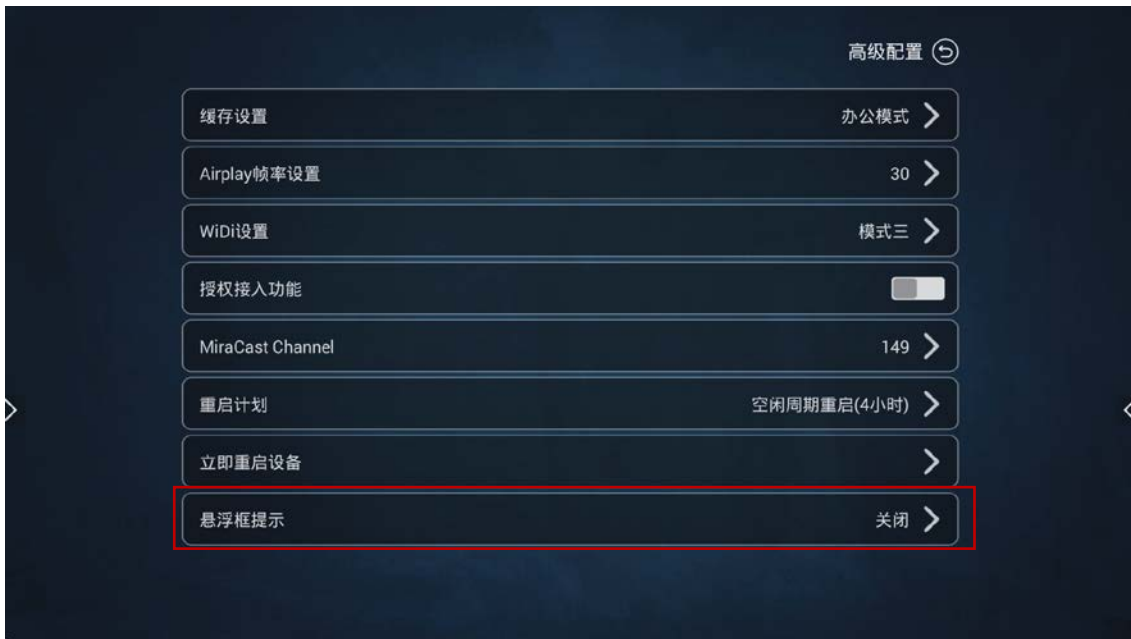 高级配置
缓存设置 办公模式
Airplay帧率设置 30
WiDi设置 模式三
授权接入功能
MiraCast Channel 149
重启计划 空闲周期重启(4小时)
立即重启设备
悬浮框提示 关闭